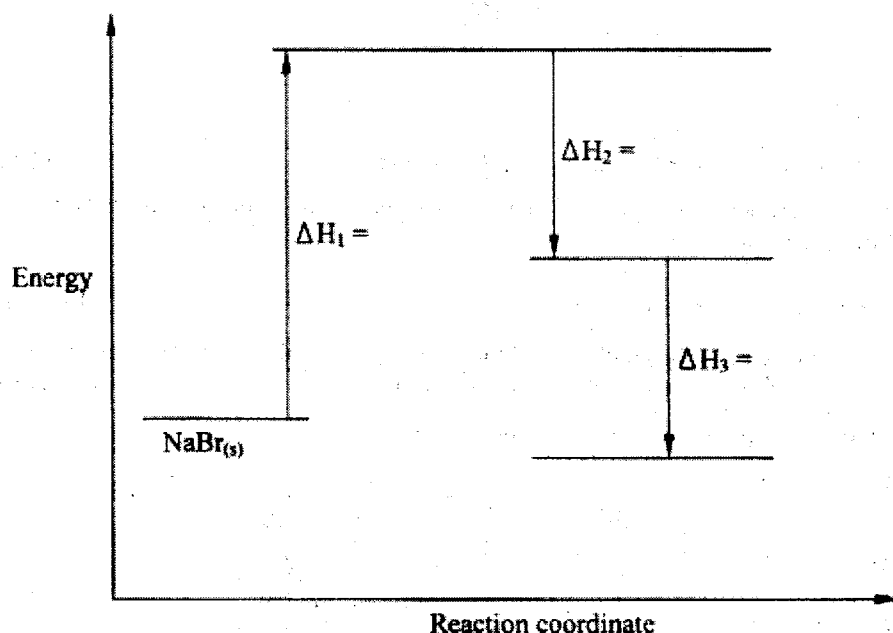 ΔH₂ =
ΔH₁ =
Energy
ΔH₃ =
NaBr₍s₎
Reaction coordinate